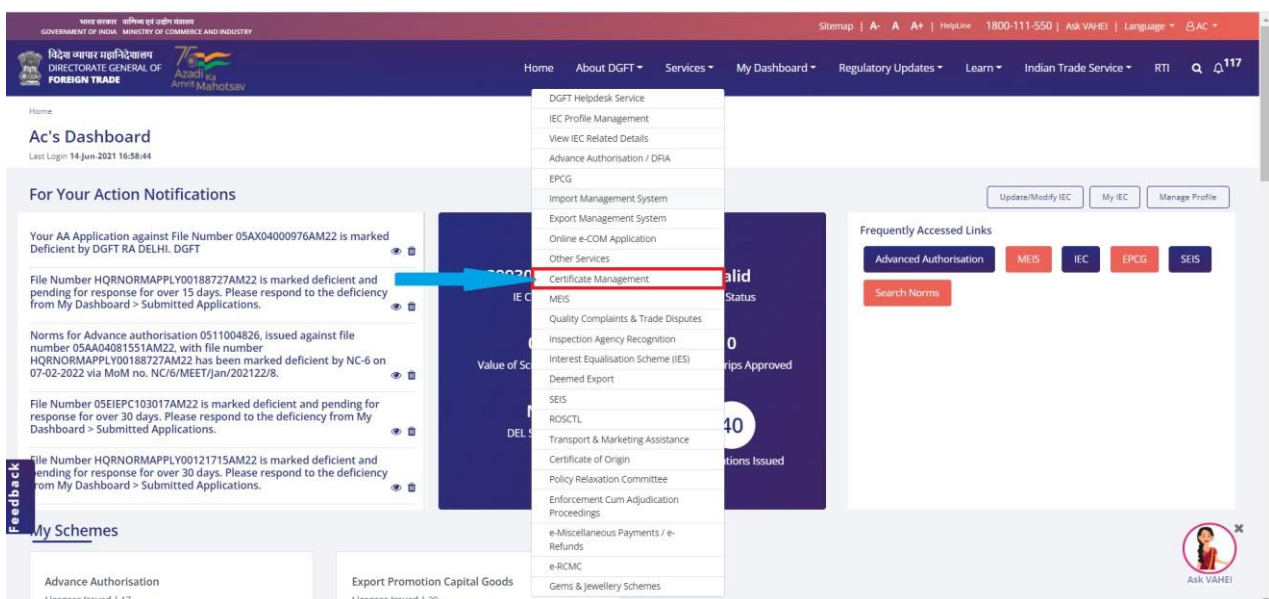 भारत सरकार वाणिज्य एवं उद्योग मंत्रालय
GOVERNMENT OF INDIA MINISTRY OF COMMERCE AND INDUSTRY
Sitemap | A- A A+ | HelpLine 1800-111-550 | Ask VAHEI | Language AC
विदेश व्यापार महानिदेशालय
DIRECTORATE GENERAL OF
FOREIGN TRADE
75
Azadi Ka
Amrit Mahotsav
Home About DGFT Services My Dashboard Regulatory Updates Learn Indian Trade Service RTI 117
Home
Ac's Dashboard
Last Login 14-Jun-2021 16:58:44
For Your Action Notifications
Your AA Application against File Number 05AX04000976AM22 is marked
Deficient by DGFT RA DELHI. DGFT
File Number HQRNORMAPPLY00188727AM22 is marked deficient and
pending for response for over 15 days. Please respond to the deficiency
from My Dashboard > Submitted Applications.
Norms for Advance authorisation 0511004826, issued against file
number 05AA04081551AM22, with file number
HQRNORMAPPLY00188727AM22 has been marked deficient by NC-6 on
07-02-2022 via MoM no. NC/6/MEET/Jan/202122/8.
File Number 05EIEPC103017AM22 is marked deficient and pending for
response for over 30 days. Please respond to the deficiency from My
Dashboard > Submitted Applications.
File Number HQRNORMAPPLY00121715AM22 is marked deficient and
pending for response for over 30 days. Please respond to the deficiency
from My Dashboard > Submitted Applications.
DGFT Helpdesk Service
IEC Profile Management
View IEC Related Details
Advance Authorisation / DFIA
EPCG
Import Management System
Export Management System
Online e-COM Application
Other Services
Certificate Management
MEIS
Quality Complaints & Trade Disputes
Inspection Agency Recognition
Interest Equalisation Scheme (IES)
Deemed Export
SEIS
ROSCTL
Transport & Marketing Assistance
Certificate of Origin
Policy Relaxation Committee
Enforcement Cum Adjudication
Proceedings
e-Miscellaneous Payments / e-
Refunds
e-RCMC
Gems & Jewellery Schemes
IE
Status
0
Value of
Approved
DEL
40
Issued
Update/Modify IEC My IEC Manage Profile
Frequently Accessed Links
Advanced Authorisation MEIS IEC EPCG SEIS
Search Norms
Feedback
My Schemes
Advance Authorisation
Export Promotion Capital Goods
Ask VAHEI